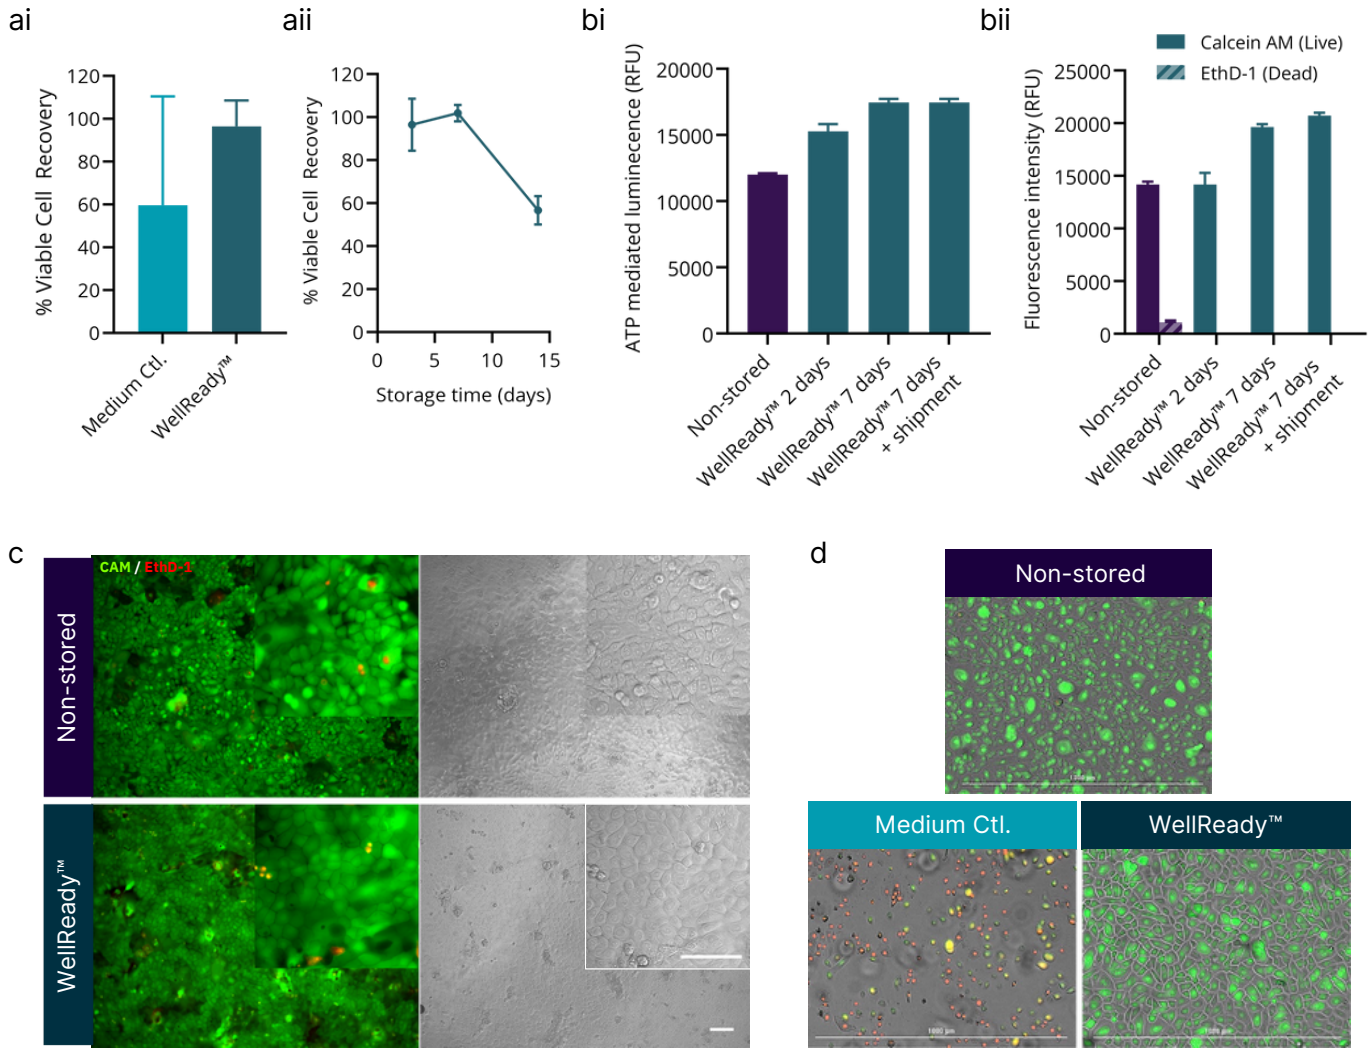 ai
% Viable Cell Recovery
120
100
80
60
40
20
0
Medium Ctl.
WellReady™
aii
% Viable Cell Recovery
120
100
80
60
40
20
0
0
5
10
15
Storage time (days)
bi
ATP mediated luminecence (RFU)
20000
15000
10000
5000
0
Non-stored
WellReady™ 2 days
WellReady™ 7 days
WellReady™ 7 days
+ shipment
bii
Calcein AM (Live)
EthD-1 (Dead)
Fluorescence intensity (RFU)
25000
20000
15000
10000
5000
0
Non-stored
WellReady™ 2 days
WellReady™ 7 days
WellReady™ 7 days
+ shipment
c
Non-stored
CAM / EthD-1
WellReady™
d
Non-stored
Medium Ctl.
WellReady™
1000 µm